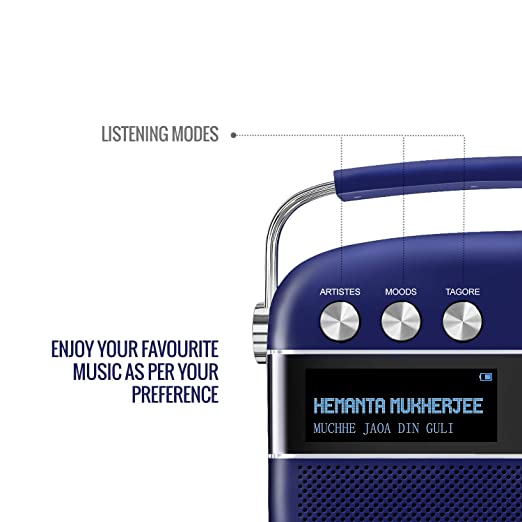 LISTENING MODES
ARTISTES MOODS TAGORE
ENJOY YOUR FAVOURITE
MUSIC AS PER YOUR
PREFERENCE
HEMANTA MUKHERJEE
MUCHHE JAOA DIN GULI